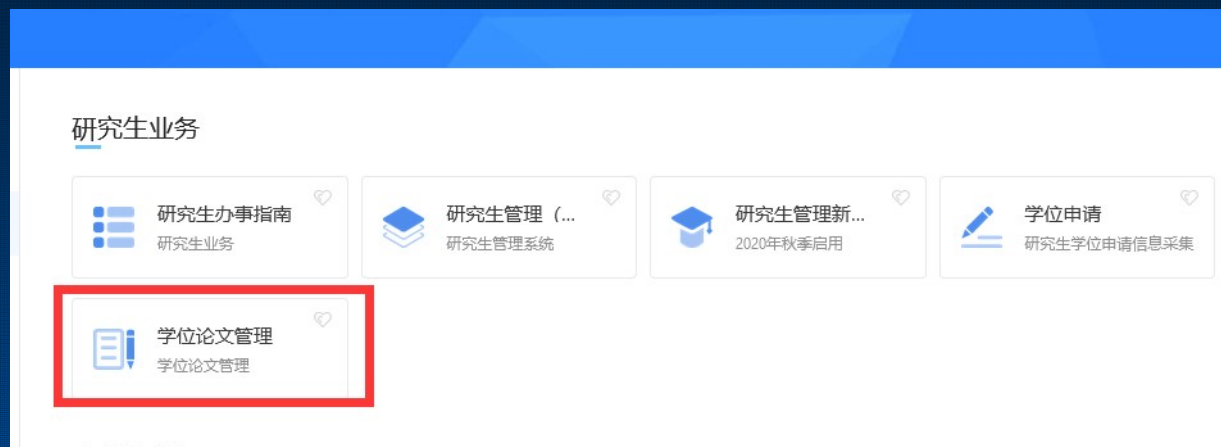 研究生业务
研究生办事指南
研究生业务
研究生管理（...
研究生管理系统
研究生管理新...
2020年秋季启用
学位申请
研究生学位申请信息采集
学位论文管理
学位论文管理